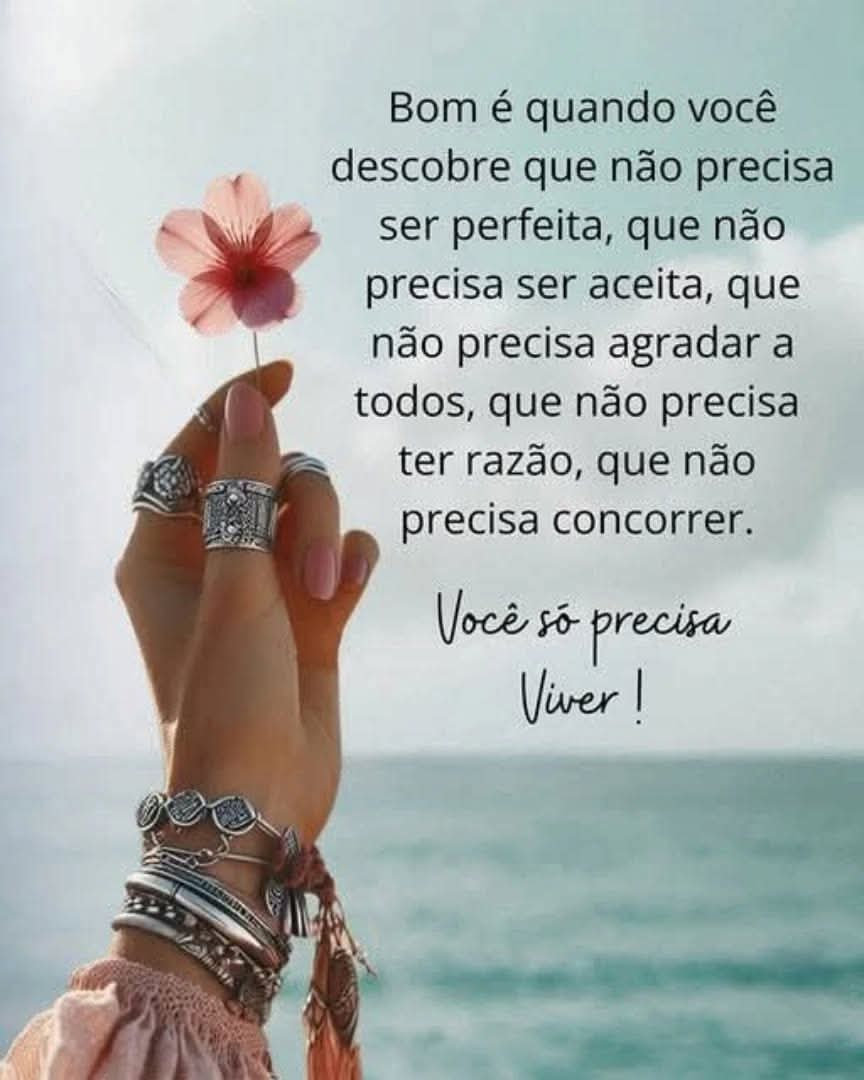 Bom é quando você
descobre que não precisa
ser perfeita, que não
precisa ser aceita, que
não precisa agradar a
todos, que não precisa
ter razão, que não
precisa concorrer.
Você só precisa
Viver !